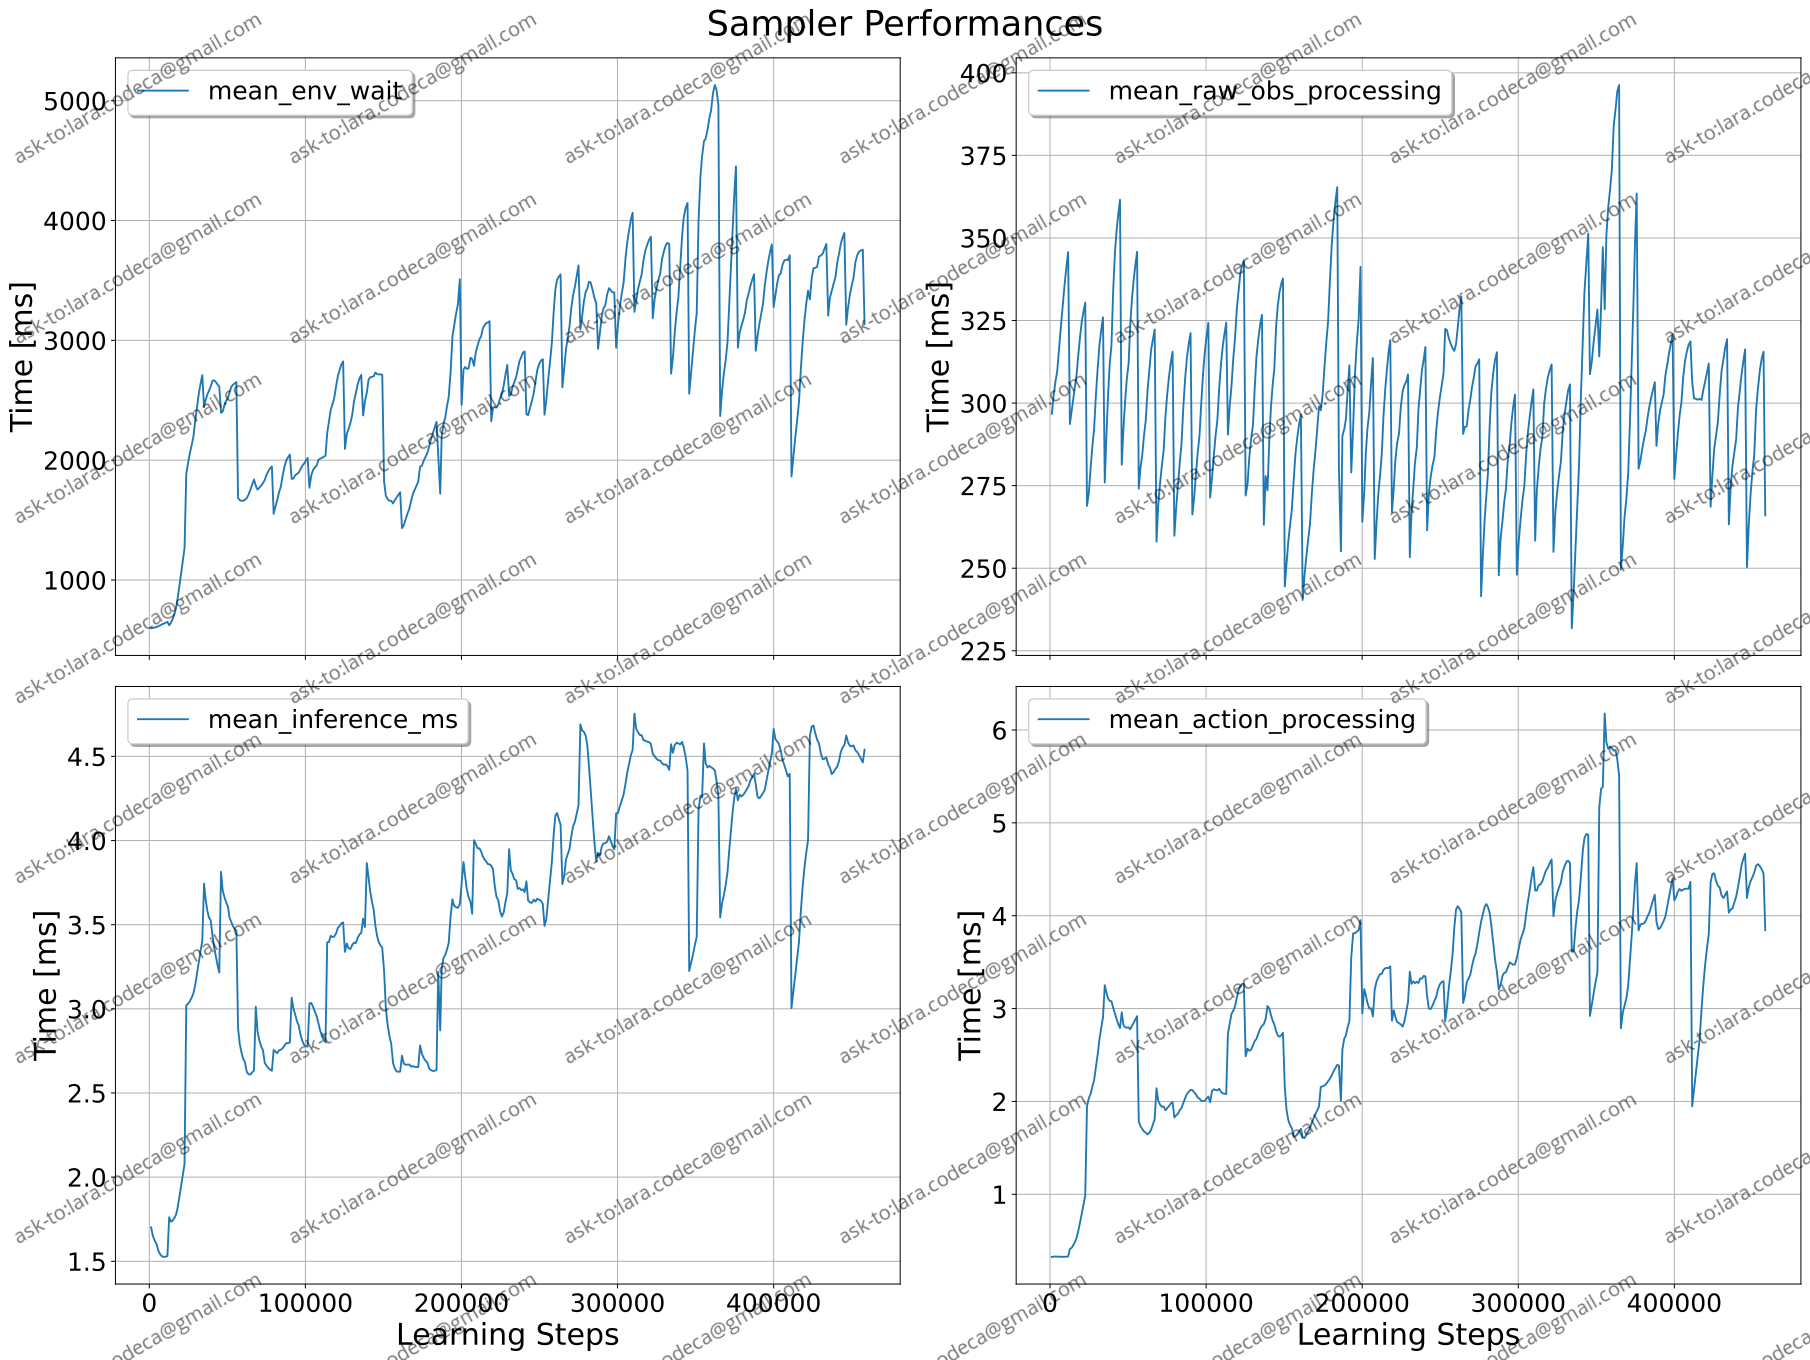 Sampler Performances
mean_env_wait
Time [ms]
5000
4000
3000
2000
1000
mean_raw_obs_processing
Time [ms]
400
375
350
325
300
275
250
225
mean_inference_ms
Time [ms]
4.5
4.0
3.5
3.0
2.5
2.0
1.5
0 100000 200000 300000 400000
Learning Steps
mean_action_processing
Time [ms]
6
5
4
3
2
1
0 100000 200000 300000 400000
Learning Steps
ask-to:lara.codeca@gmail.com